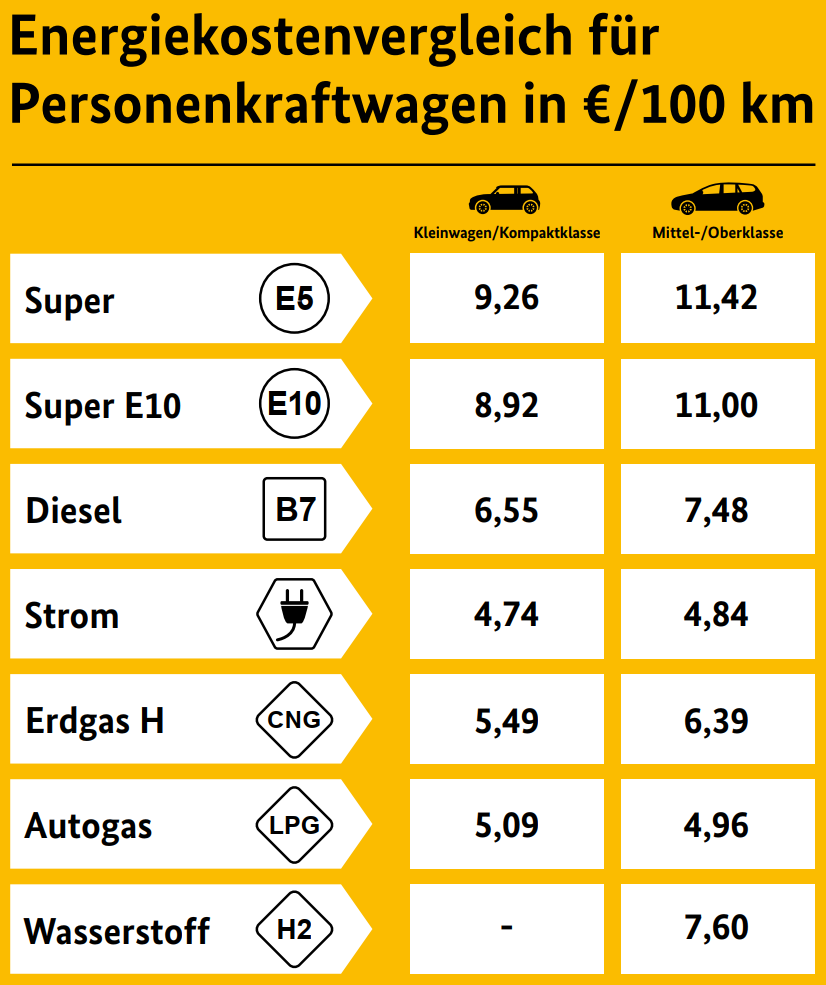 Energiekostenvergleich für
Personenkraftwagen in €/100 km
Kleinwagen/Kompaktklasse Mittel-/Oberklasse
Super E5 9,26 11,42
Super E10 E10 8,92 11,00
Diesel B7 6,55 7,48
Strom 4,74 4,84
Erdgas H CNG 5,49 6,39
Autogas LPG 5,09 4,96
Wasserstoff H2 - 7,60